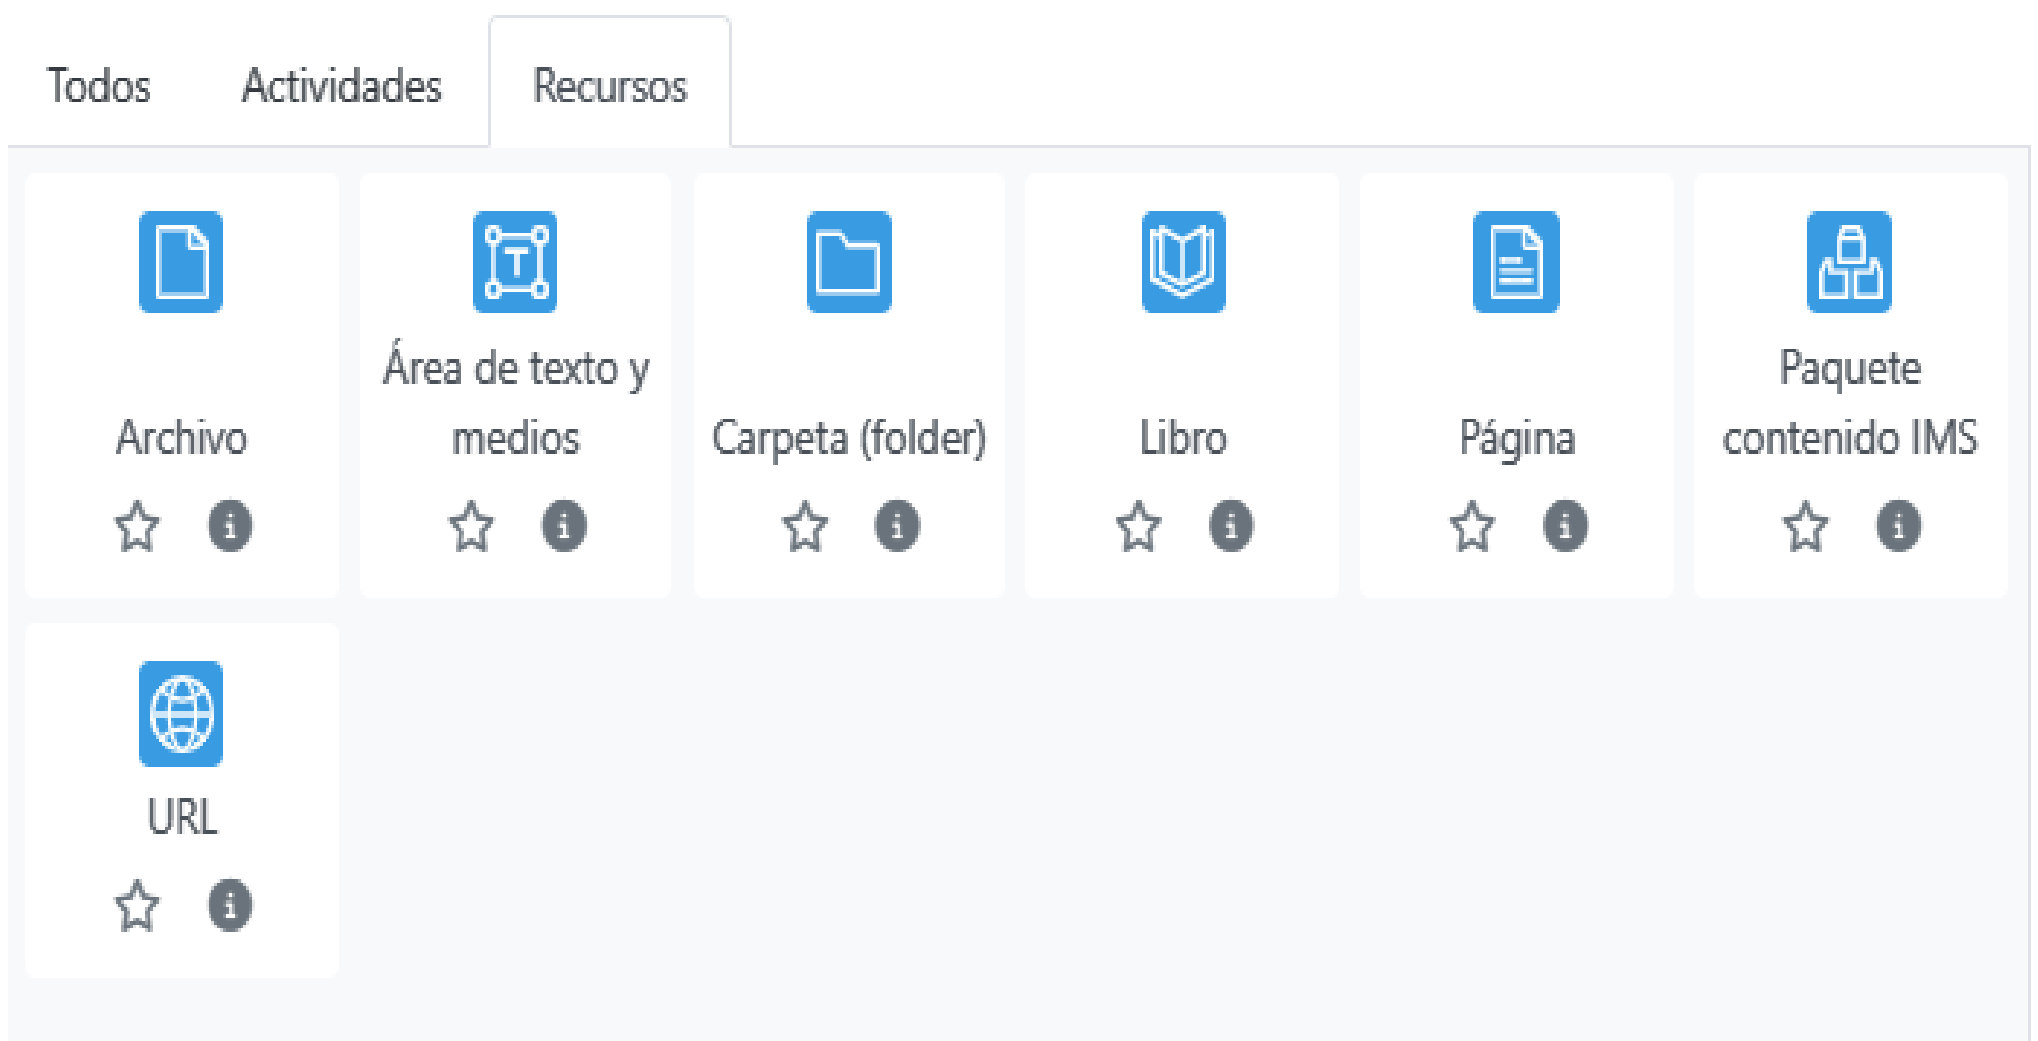 Todos Actividades Recursos
Archivo
Área de texto y
medios
Carpeta (folder)
Libro
Página
Paquete
contenido IMS
URL